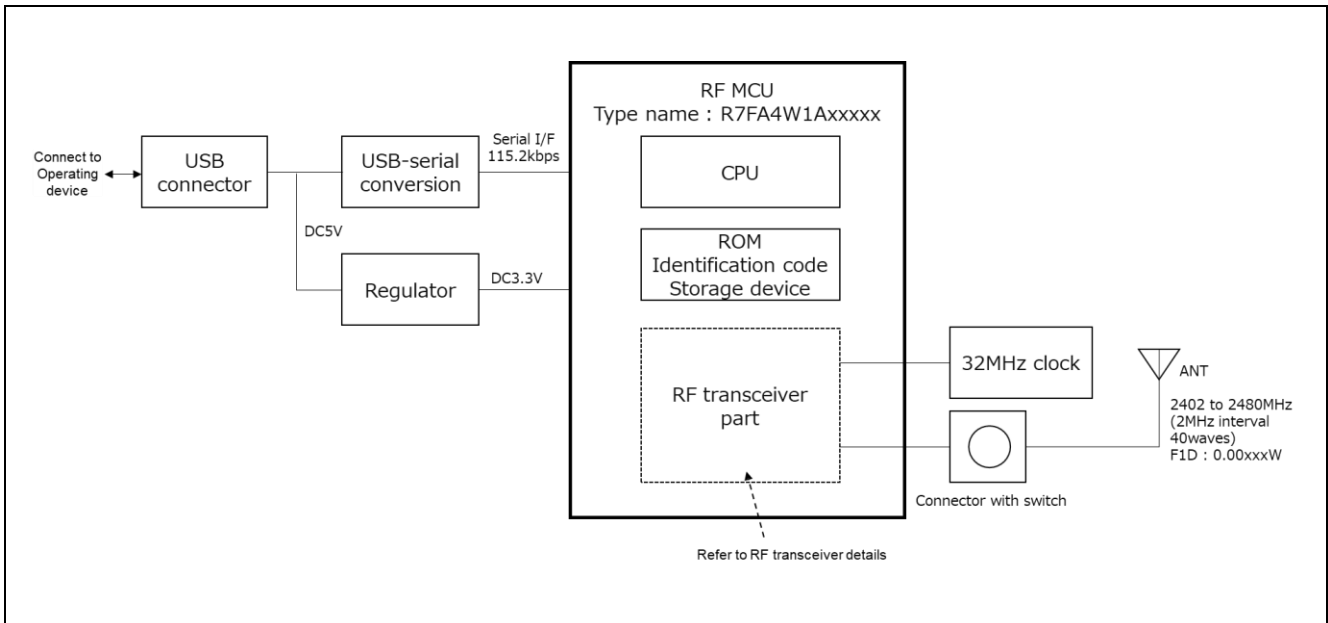 RF MCU
Type name : R7FA4W1Axxxxx
Connect to
Operating
device
USB
connector
USB-serial
conversion
Serial I/F
115.2kbps
CPU
DC5V
Regulator
DC3.3V
ROM
Identification code
Storage device
RF transceiver
part
32MHz clock
ANT
2402 to 2480MHz
(2MHz interval
40waves)
F1D : 0.00xxxW
Connector with switch
Refer to RF transceiver details